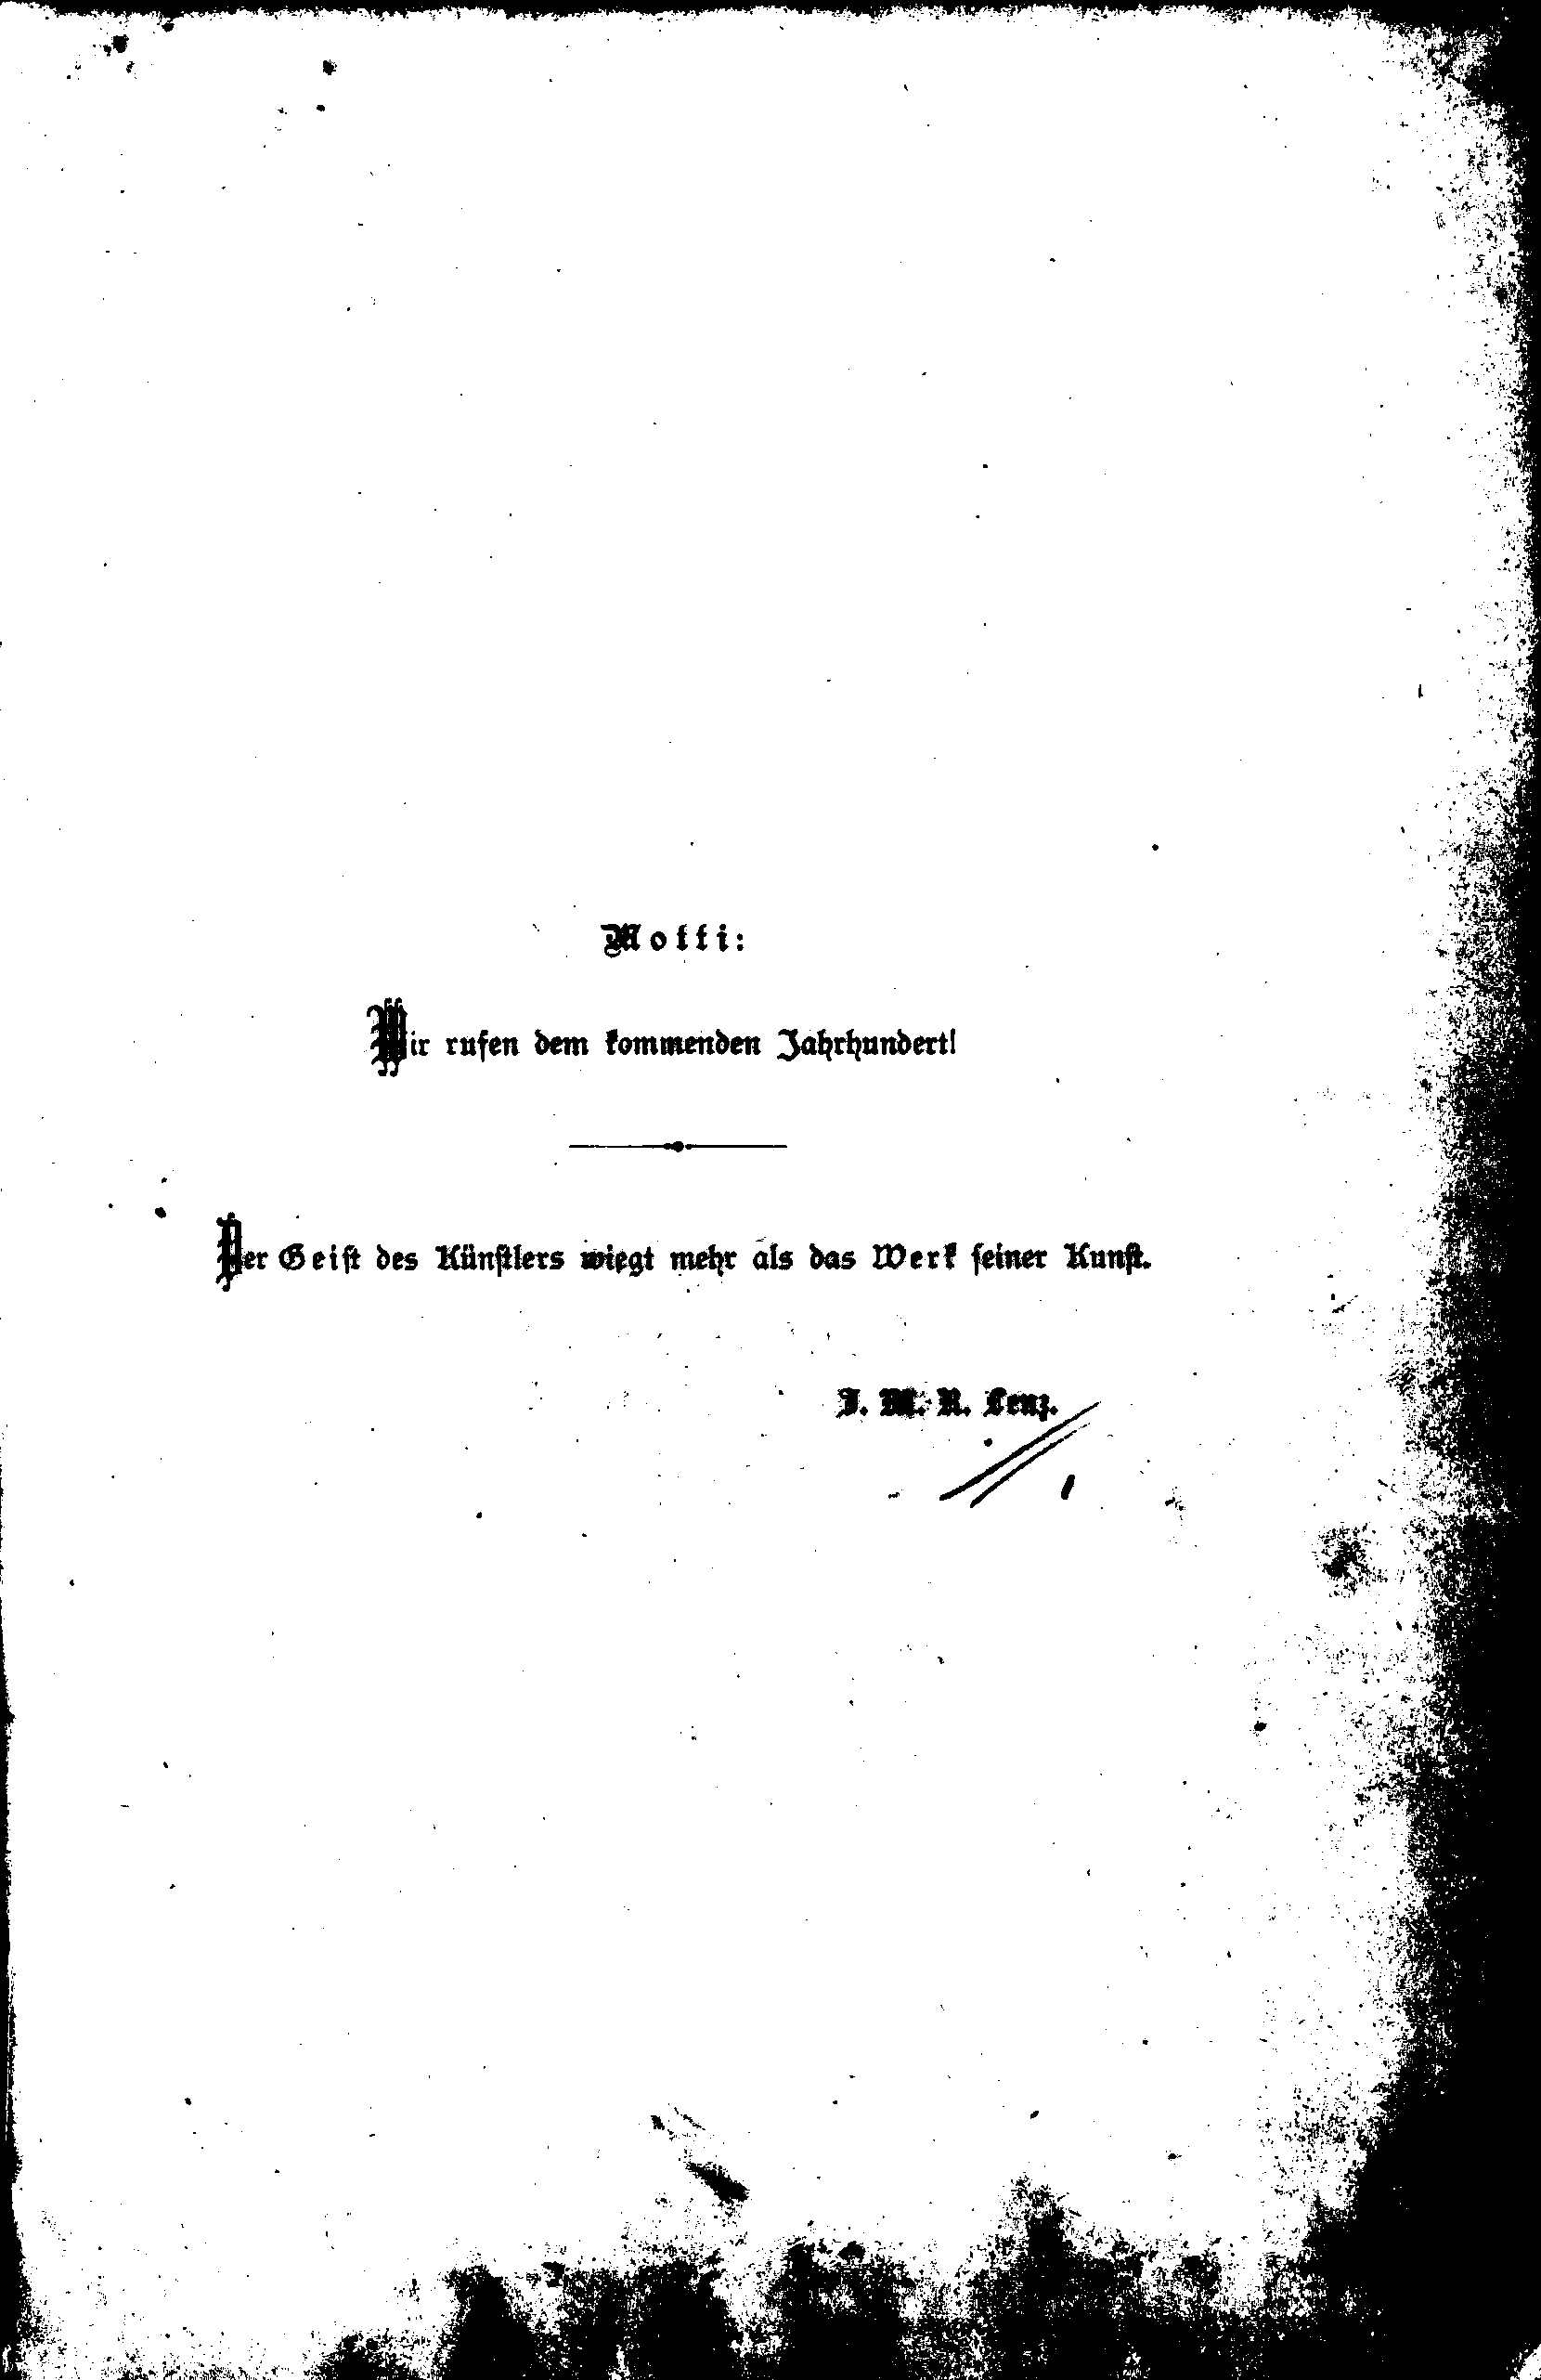 Motti:
Wir rufen dem kommenden Jahrhundert!
Der Geiſt des Künſtlers wiegt mehr als das Werk ſeiner Kunſt.
J. M. R. Lenz.